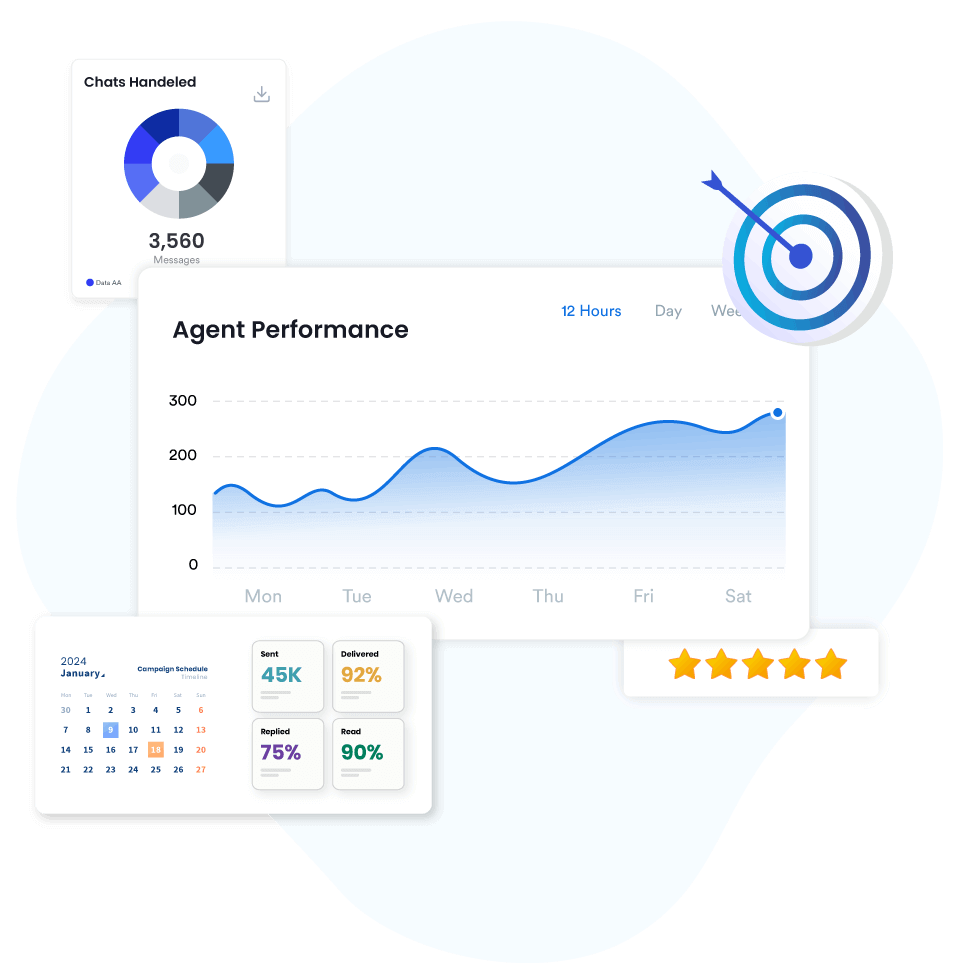 Chats Handeled
3,560
Messages
Data AA
Agent Performance
12 Hours Day Wee
300
200
100
0
Mon Tue Wed Thu Fri Sat
2024
January
Campaign Schedule
Timeline
Mon Tue Wed Thu Fri Sat Sun
30 1 2 3 4 5 6
7 8 9 10 11 12 13
14 15 16 17 18 19 20
21 22 23 24 25 26 27
Sent
45K
Delivered
92%
Replied
75%
Read
90%